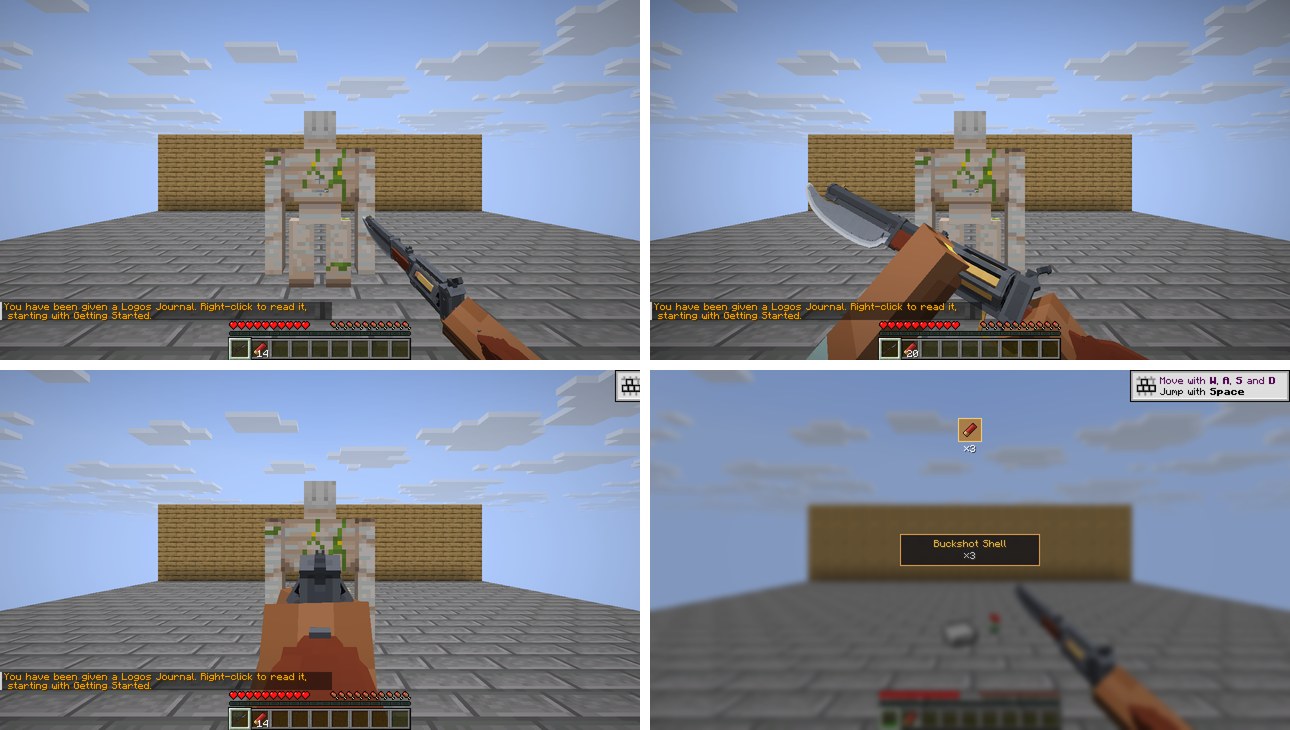 You have been given a Logos Journal. Right-click to read it,
starting with Getting Started.
14
You have been given a Logos Journal. Right-click to read it,
starting with Getting Started.
20
You have been given a Logos Journal. Right-click to read it,
starting with Getting Started.
14
Move with W, A, S and D
Jump with Space
x3
Buckshot Shell
x3